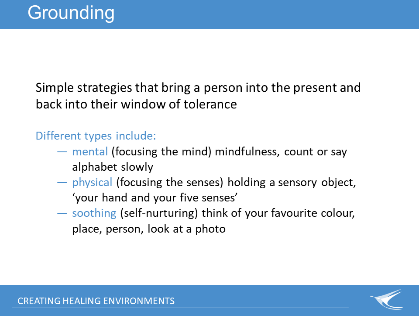 Grounding
Simple strategies that bring a person into the present and
back into their window of tolerance
Different types include:
— mental (focusing the mind) mindfulness, count or say
alphabet slowly
— physical (focusing the senses) holding a sensory object,
‘your hand and your five senses’
— soothing (self-nurturing) think of your favourite colour,
place, person, look at a photo
CREATING HEALING ENVIRONMENTS